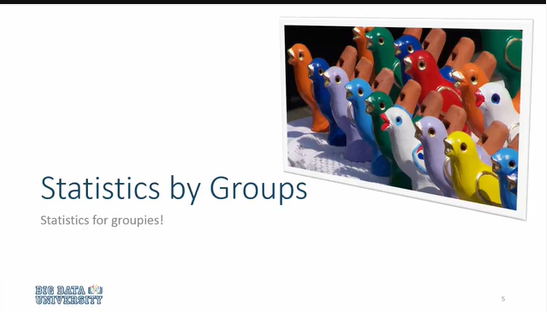 Statistics by Groups
Statistics for groupies!
BIG DATA
UNIVERSITY
5